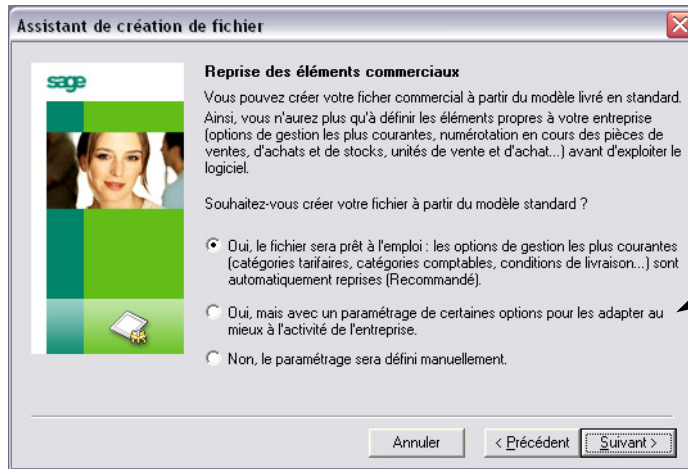 Assistant de création de fichier
sage
Reprise des éléments commerciaux
Vous pouvez créer votre ficher commercial à partir du modèle livré en standard.
Ainsi, vous n'aurez plus qu'à définir les éléments propres à votre entreprise
(options de gestion les plus courantes, numérotation en cours des pièces de
ventes, d'achats et de stocks, unités de vente et d'achat...) avant d'exploiter le
logiciel.
Souhaitez-vous créer votre fichier à partir du modèle standard ?
Oui, le fichier sera prêt à l'emploi : les options de gestion les plus courantes
(catégories tarifaires, catégories comptables, conditions de livraison...) sont
automatiquement reprises (Recommandé).
Oui, mais avec un paramétrage de certaines options pour les adapter au
mieux à l'activité de l'entreprise.
Non, le paramétrage sera défini manuellement.
Annuler
< Précédent
Suivant >